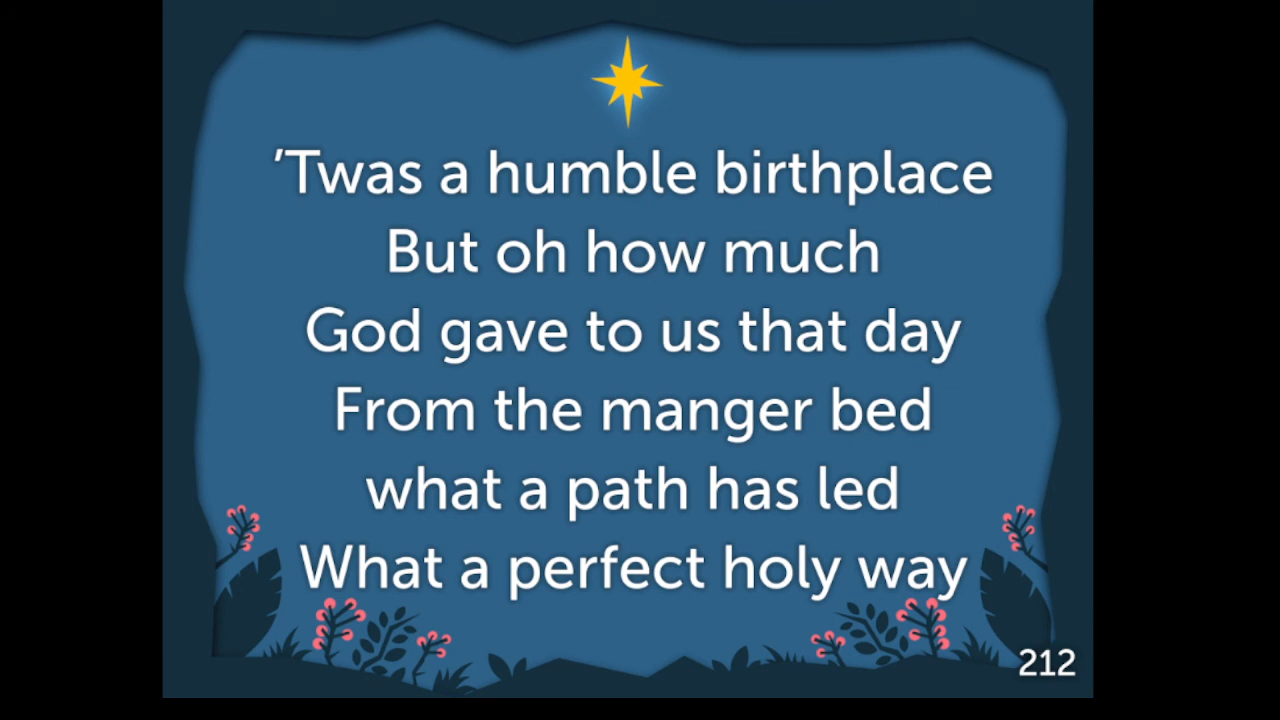 ’Twas a humble birthplace
But oh how much
God gave to us that day
From the manger bed
what a path has led
What a perfect holy way
212